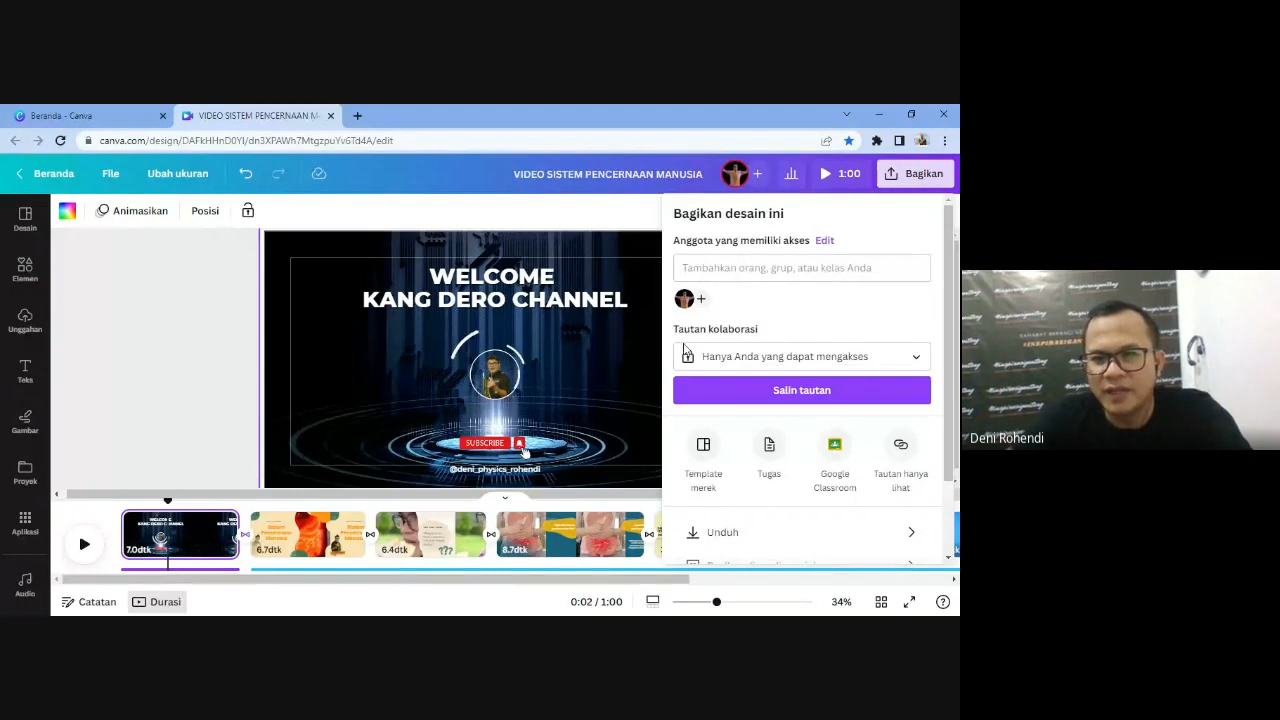 Beranda - Canva
VIDEO SISTEM PENCERNAAN M
canva.com/design/DAFkHHnD0YI/dn3XPAWh7MtgzpuYv6Td4A/edit
Beranda
File
Ubah ukuran
VIDEO SISTEM PENCERNAAN MANUSIA
1:00
Bagikan
Desain
Elemen
Unggahan
Teks
Gambar
Proyek
Aplikasi
Audio
Animasikan
Posisi
WELCOME
KANG DERO CHANNEL
SUBSCRIBE
@deni_physics_rohendi
Bagikan desain ini
Anggota yang memiliki akses Edit
Tambahkan orang, grup, atau kelas Anda
Tautan kolaborasi
Hanya Anda yang dapat mengakses
Salin tautan
Template
merek
Tugas
Google
Classroom
Tautan hanya
lihat
Unduh
7.0dtk
6.7dtk
6.4dtk
8.7dtk
???
Catatan
Durasi
0:02 / 1:00
34%
Deni Rohendi